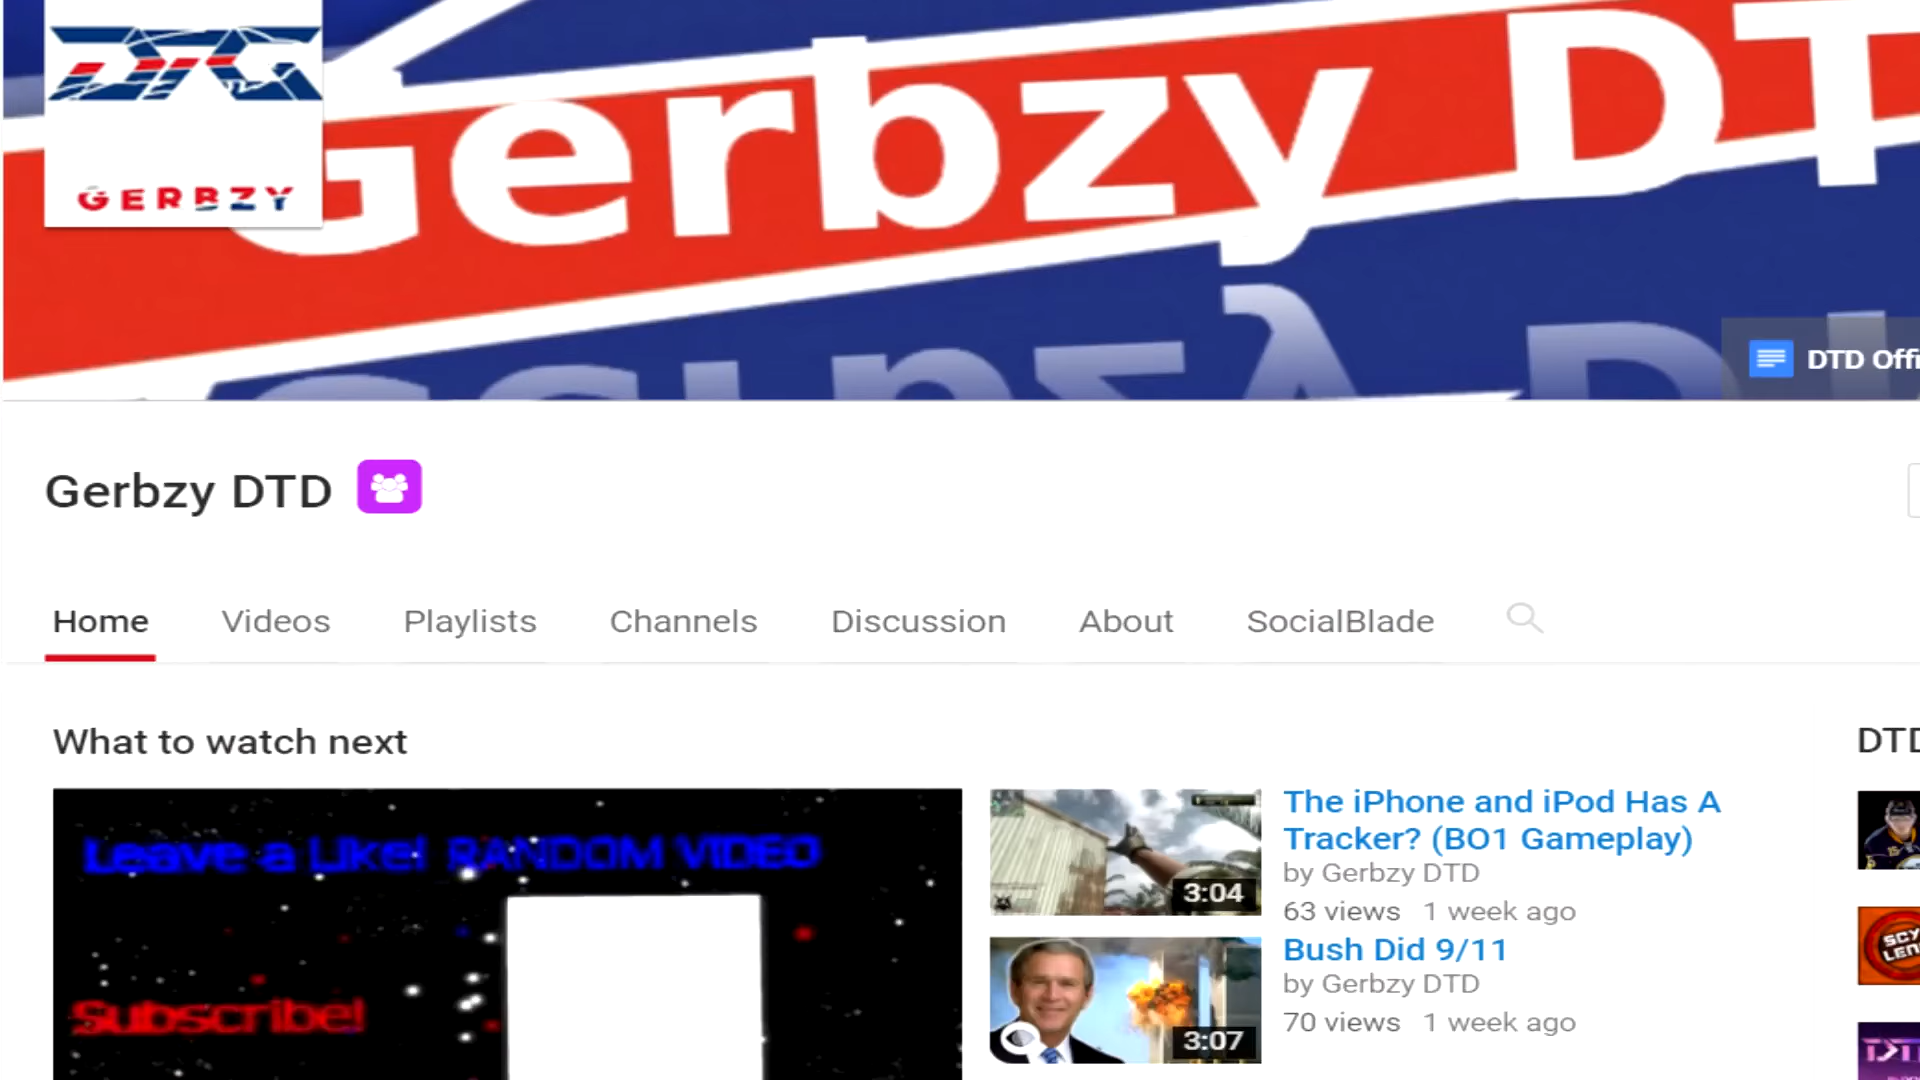 GERBZY
Gerbzy DT
DTD Offi
Gerbzy DTD
Home Videos Playlists Channels Discussion About SocialBlade
What to watch next
DTD
Leave a Like! RANDOM VIDEO
Subscribe!
3:04
The iPhone and iPod Has A
Tracker? (BO1 Gameplay)
by Gerbzy DTD
63 views 1 week ago
3:07
Bush Did 9/11
by Gerbzy DTD
70 views 1 week ago